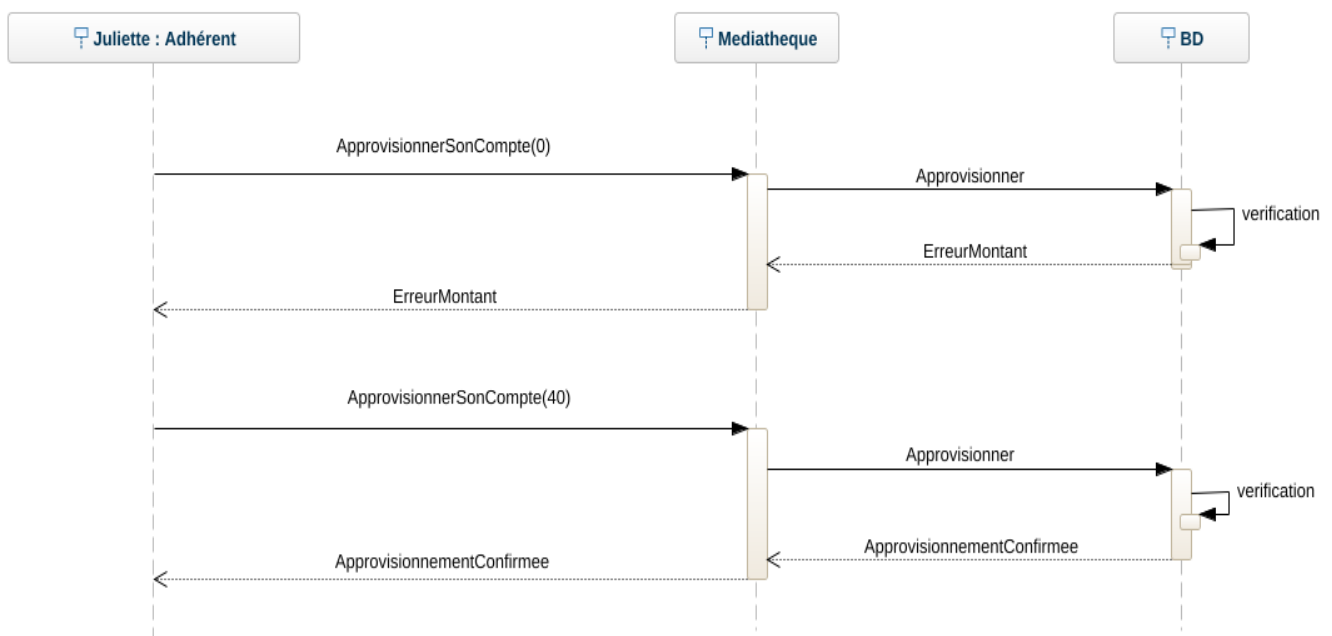 Juliette : Adhérent
Mediatheque
BD
ApprovisionnerSonCompte(0)
Approvisionner
verification
ErreurMontant
ErreurMontant
ApprovisionnerSonCompte(40)
Approvisionner
verification
ApprovisionnementConfirmee
ApprovisionnementConfirmee